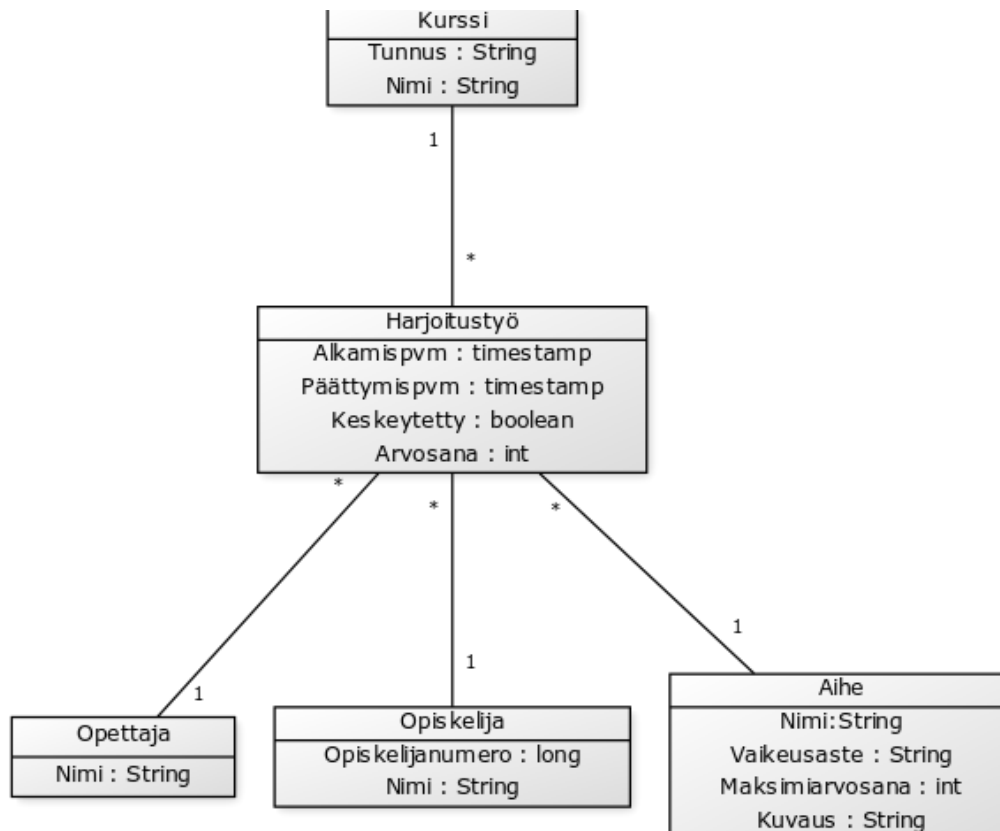 Kurssi
Tunnus : String
Nimi : String
1
*
Harjoitustyö
Alkamispvm : timestamp
Päättymispvm : timestamp
Keskeytetty : boolean
Arvosana : int
*
*
*
1
1
1
Opettaja
Nimi : String
Opiskelija
Opiskelijanumero : long
Nimi : String
Aihe
Nimi:String
Vaikeusaste : String
Maksimiarvosana : int
Kuvaus : String